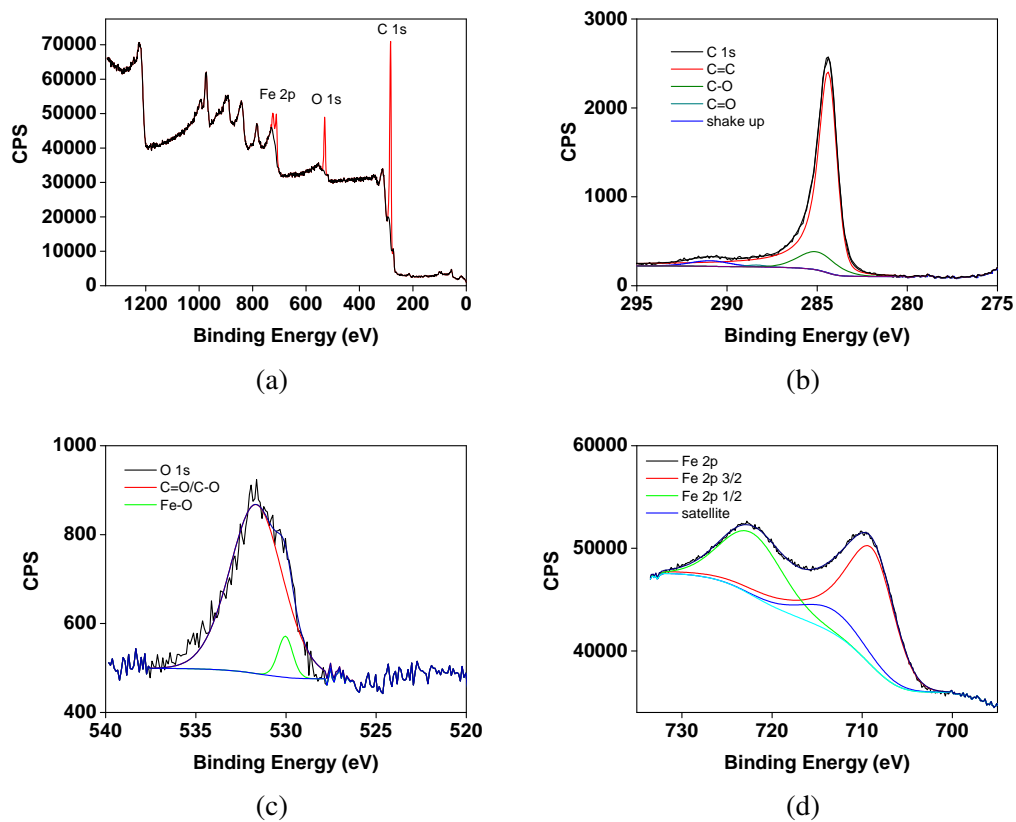 C 1s
Fe 2p
O 1s
70000
60000
50000
40000
30000
20000
10000
0
CPS
1200 1000 800 600 400 200 0
Binding Energy (eV)
(a)
3000
2000
1000
0
CPS
C 1s
C=C
C-O
C=O
shake up
295 290 284 280 275
Binding Energy (eV)
(b)
1000
800
600
400
CPS
O 1s
C=O/C-O
Fe-O
540 535 530 525 520
Binding Energy (eV)
(c)
60000
50000
40000
CPS
Fe 2p
Fe 2p 3/2
Fe 2p 1/2
satellite
730 720 710 700
Binding Energy (eV)
(d)